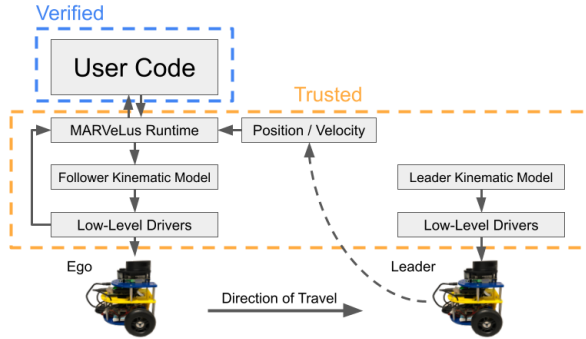 Verified
User Code
Trusted
MARVeLus Runtime
Position / Velocity
Follower Kinematic Model
Leader Kinematic Model
Low-Level Drivers
Low-Level Drivers
Ego
Leader
Direction of Travel